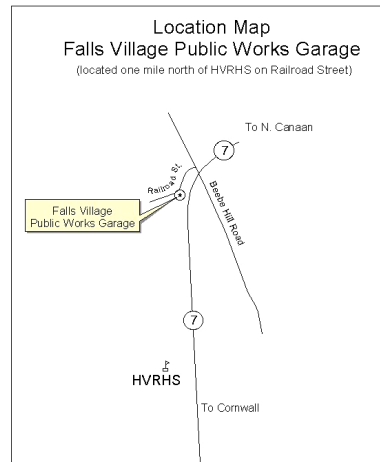 Location Map
Falls Village Public Works Garage
(located one mile north of HVRHS on Railroad Street)
To N. Canaan
7
Railroad St.
Beebe Hill Road
Falls Village
Public Works Garage
7
HVRHS
To Cornwall